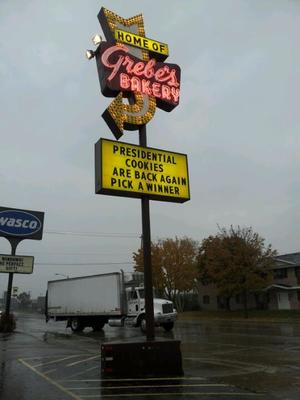 HOME OF
Grebe's
BAKERY
PRESIDENTIAL
COOKIES
ARE BACK AGAIN
PICK A WINNER
WASCO